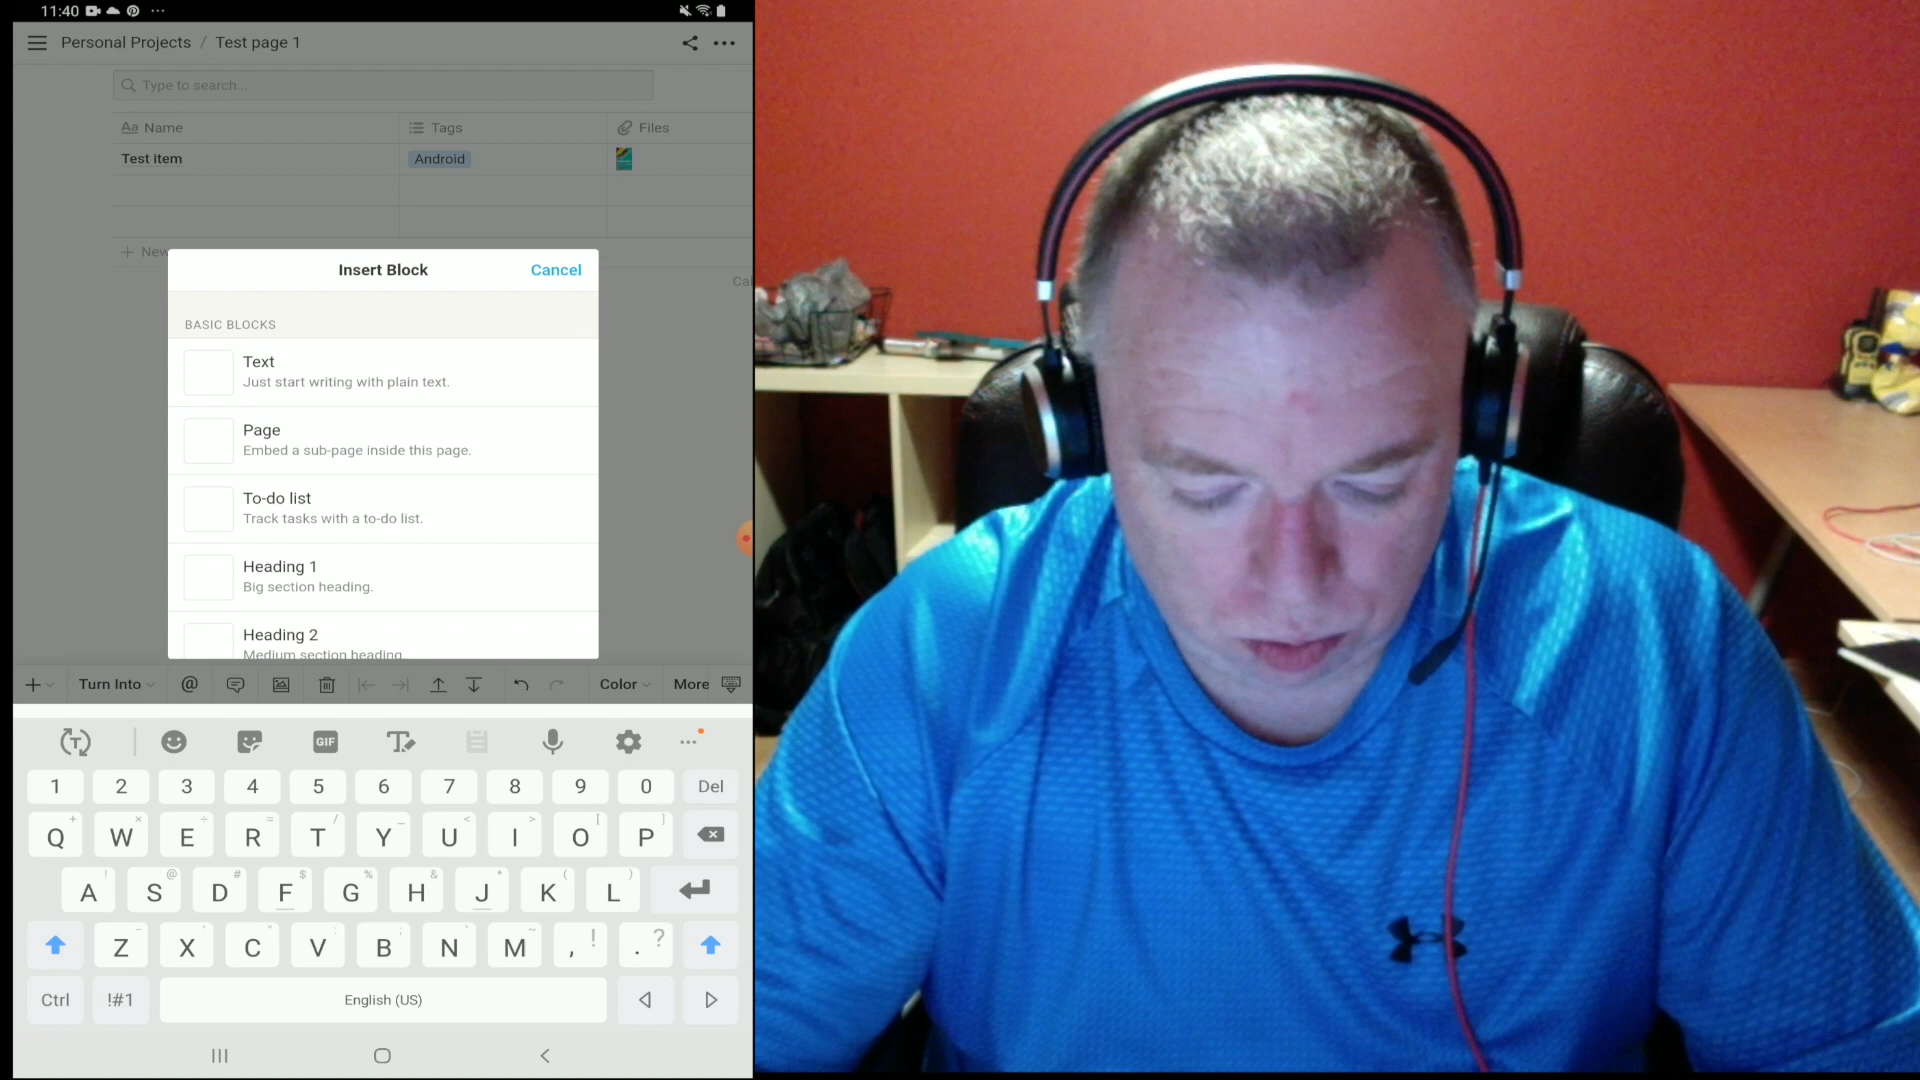 11:40
Personal Projects / Test page 1
Type to search...
Aa Name Tags Files
Test item Android
+ New
Cal
Insert Block Cancel
BASIC BLOCKS
Text
Just start writing with plain text.
Page
Embed a sub-page inside this page.
To-do list
Track tasks with a to-do list.
Heading 1
Big section heading.
Heading 2
Medium section heading
Turn Into @ Color More
GIF
1 2 3 4 5 6 7 8 9 0 Del
Q W E R T Y U I O P
A S D F G H J K L
Z X C V B N M , ! . ?
Ctrl !#1 English (US)